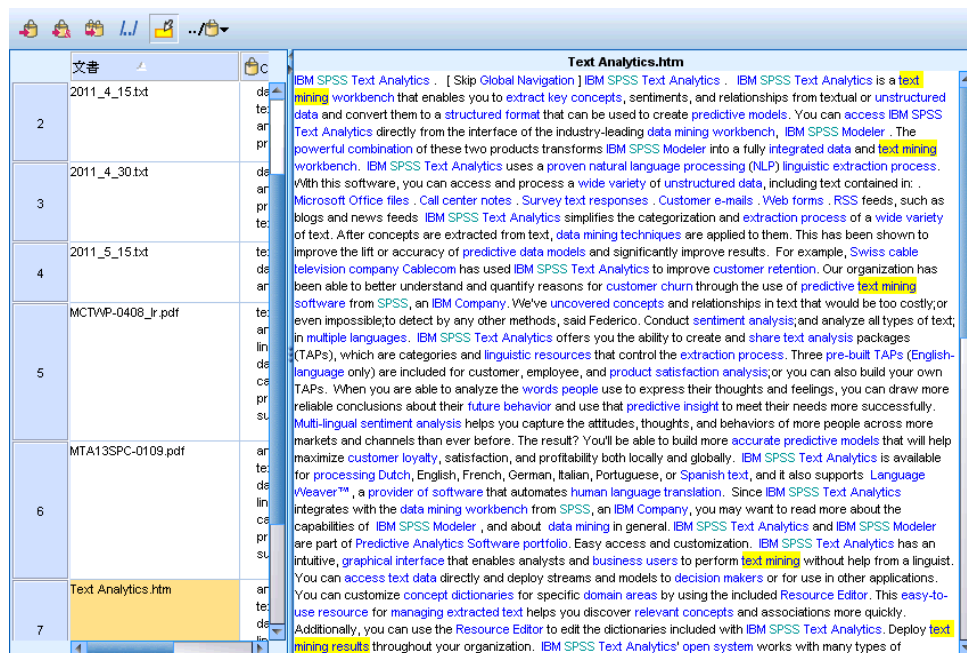 /../ ../
文書 C
Text Analytics.htm
2 2011_4_15.txt da
te:
ar
pr
3 2011_4_30.txt da
ar
pr
te:
4 2011_5_15.txt te:
da
ar
5 MCTWP-0408_lr.pdf te:
ar
lin
da
ca
pr
su
6 MTA13SPC-0109.pdf ar
te:
da
lin
ca
pr
su
7 Text Analytics.htm ar
te:
da
lin
IBM SPSS Text Analytics . [ Skip Global Navigation ] IBM SPSS Text Analytics . IBM SPSS Text Analytics is a text
mining workbench that enables you to extract key concepts, sentiments, and relationships from textual or unstructured
data and convert them to a structured format that can be used to create predictive models. You can access IBM SPSS
Text Analytics directly from the interface of the industry-leading data mining workbench, IBM SPSS Modeler . The
powerful combination of these two products transforms IBM SPSS Modeler into a fully integrated data and text mining
workbench. IBM SPSS Text Analytics uses a proven natural language processing (NLP) linguistic extraction process.
With this software, you can access and process a wide variety of unstructured data, including text contained in: .
Microsoft Office files . Call center notes . Survey text responses . Customer e-mails . Web forms . RSS feeds, such as
blogs and news feeds IBM SPSS Text Analytics simplifies the categorization and extraction process of a wide variety
of text. After concepts are extracted from text, data mining techniques are applied to them. This has been shown to
improve the lift or accuracy of predictive data models and significantly improve results. For example, Swiss cable
television company Cablecom has used IBM SPSS Text Analytics to improve customer retention. Our organization has
been able to better understand and quantify reasons for customer churn through the use of predictive text mining
software from SPSS, an IBM Company. We've uncovered concepts and relationships in text that would be too costly;or
even impossible;to detect by any other methods, said Federico. Conduct sentiment analysis;and analyze all types of text;
in multiple languages. IBM SPSS Text Analytics offers you the ability to create and share text analysis packages
(TAPs), which are categories and linguistic resources that control the extraction process. Three pre-built TAPs (English-
language only) are included for customer, employee, and product satisfaction analysis;or you can also build your own
TAPs. When you are able to analyze the words people use to express their thoughts and feelings, you can draw more
reliable conclusions about their future behavior and use that predictive insight to meet their needs more successfully.
Multi-lingual sentiment analysis helps you capture the attitudes, thoughts, and behaviors of more people across more
markets and channels than ever before. The result? You'll be able to build more accurate predictive models that will help
maximize customer loyalty, satisfaction, and profitability both locally and globally. IBM SPSS Text Analytics is available
for processing Dutch, English, French, German, Italian, Portuguese, or Spanish text, and it also supports Language
Weaver™ , a provider of software that automates human language translation. Since IBM SPSS Text Analytics
integrates with the data mining workbench from SPSS, an IBM Company, you may want to read more about the
capabilities of IBM SPSS Modeler , and about data mining in general. IBM SPSS Text Analytics and IBM SPSS Modeler
are part of Predictive Analytics Software portfolio. Easy access and customization. IBM SPSS Text Analytics has an
intuitive, graphical interface that enables analysts and business users to perform text mining without help from a linguist.
You can access text data directly and deploy streams and models to decision makers or for use in other applications.
You can customize concept dictionaries for specific domain areas by using the included Resource Editor. This easy-to-
use resource for managing extracted text helps you discover relevant concepts and associations more quickly.
Additionally, you can use the Resource Editor to edit the dictionaries included with IBM SPSS Text Analytics. Deploy text
mining results throughout your organization. IBM SPSS Text Analytics' open system works with many types of